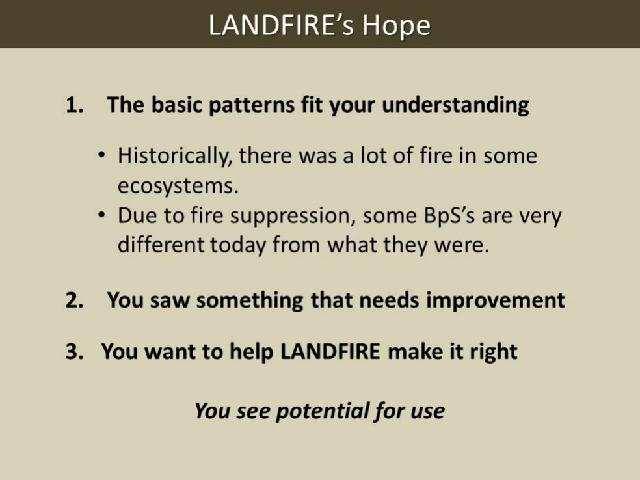 LANDFIRE's Hope
1. The basic patterns fit your understanding
• Historically, there was a lot of fire in some
ecosystems.
• Due to fire suppression, some BpS's are very
different today from what they were.
2. You saw something that needs improvement
3. You want to help LANDFIRE make it right
You see potential for use